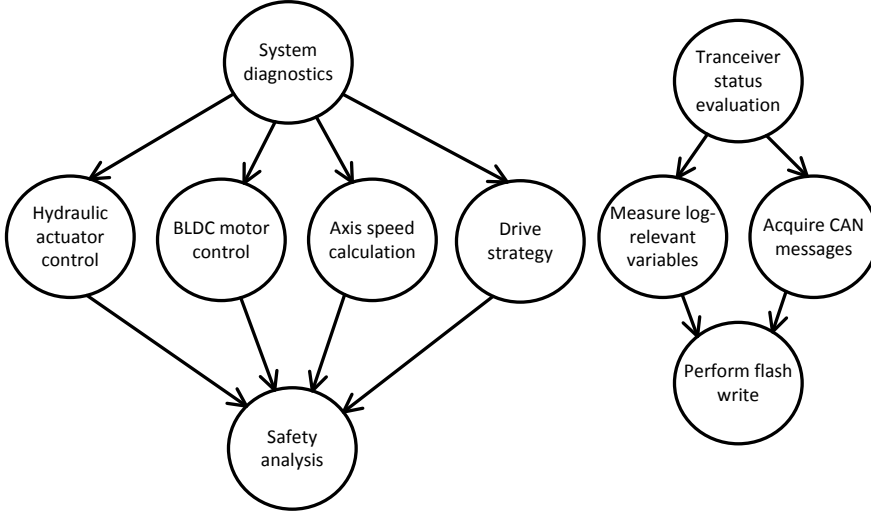 System
diagnostics
Hydraulic
actuator
control
BLDC motor
control
Axis speed
calculation
Drive
strategy
Safety
analysis
Tranceiver
status
evaluation
Measure log-
relevant
variables
Acquire CAN
messages
Perform flash
write